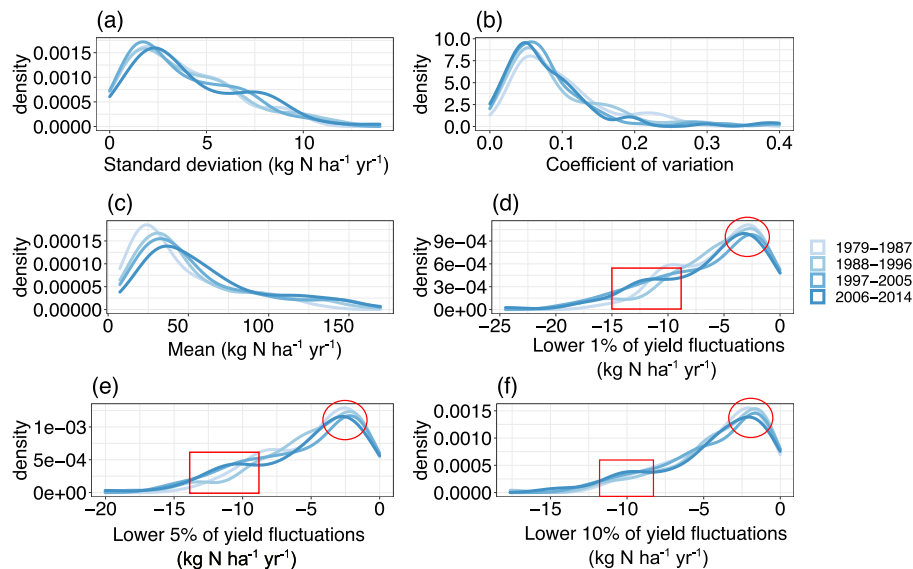 (a)
density
0.0015
0.0010
0.0005
0.0000
0
5
10
Standard deviation (kg N ha⁻¹ yr⁻¹)
(b)
density
10.0
7.5
5.0
2.5
0.0
0.0
0.1
0.2
0.3
0.4
Coefficient of variation
(c)
density
0.00015
0.00010
0.00005
0.00000
0
50
100
150
Mean (kg N ha⁻¹ yr⁻¹)
(d)
density
9e−04
6e−04
3e−04
0e+00
−25
−20
−15
−10
−5
0
Lower 1% of yield fluctuations
(kg N ha⁻¹ yr⁻¹)
1979−1987
1988−1996
1997−2005
2006−2014
(e)
density
1e−03
5e−04
0e+00
−20
−15
−10
−5
0
Lower 5% of yield fluctuations
(kg N ha⁻¹ yr⁻¹)
(f)
density
0.0015
0.0010
0.0005
0.0000
−15
−10
−5
0
Lower 10% of yield fluctuations
(kg N ha⁻¹ yr⁻¹)